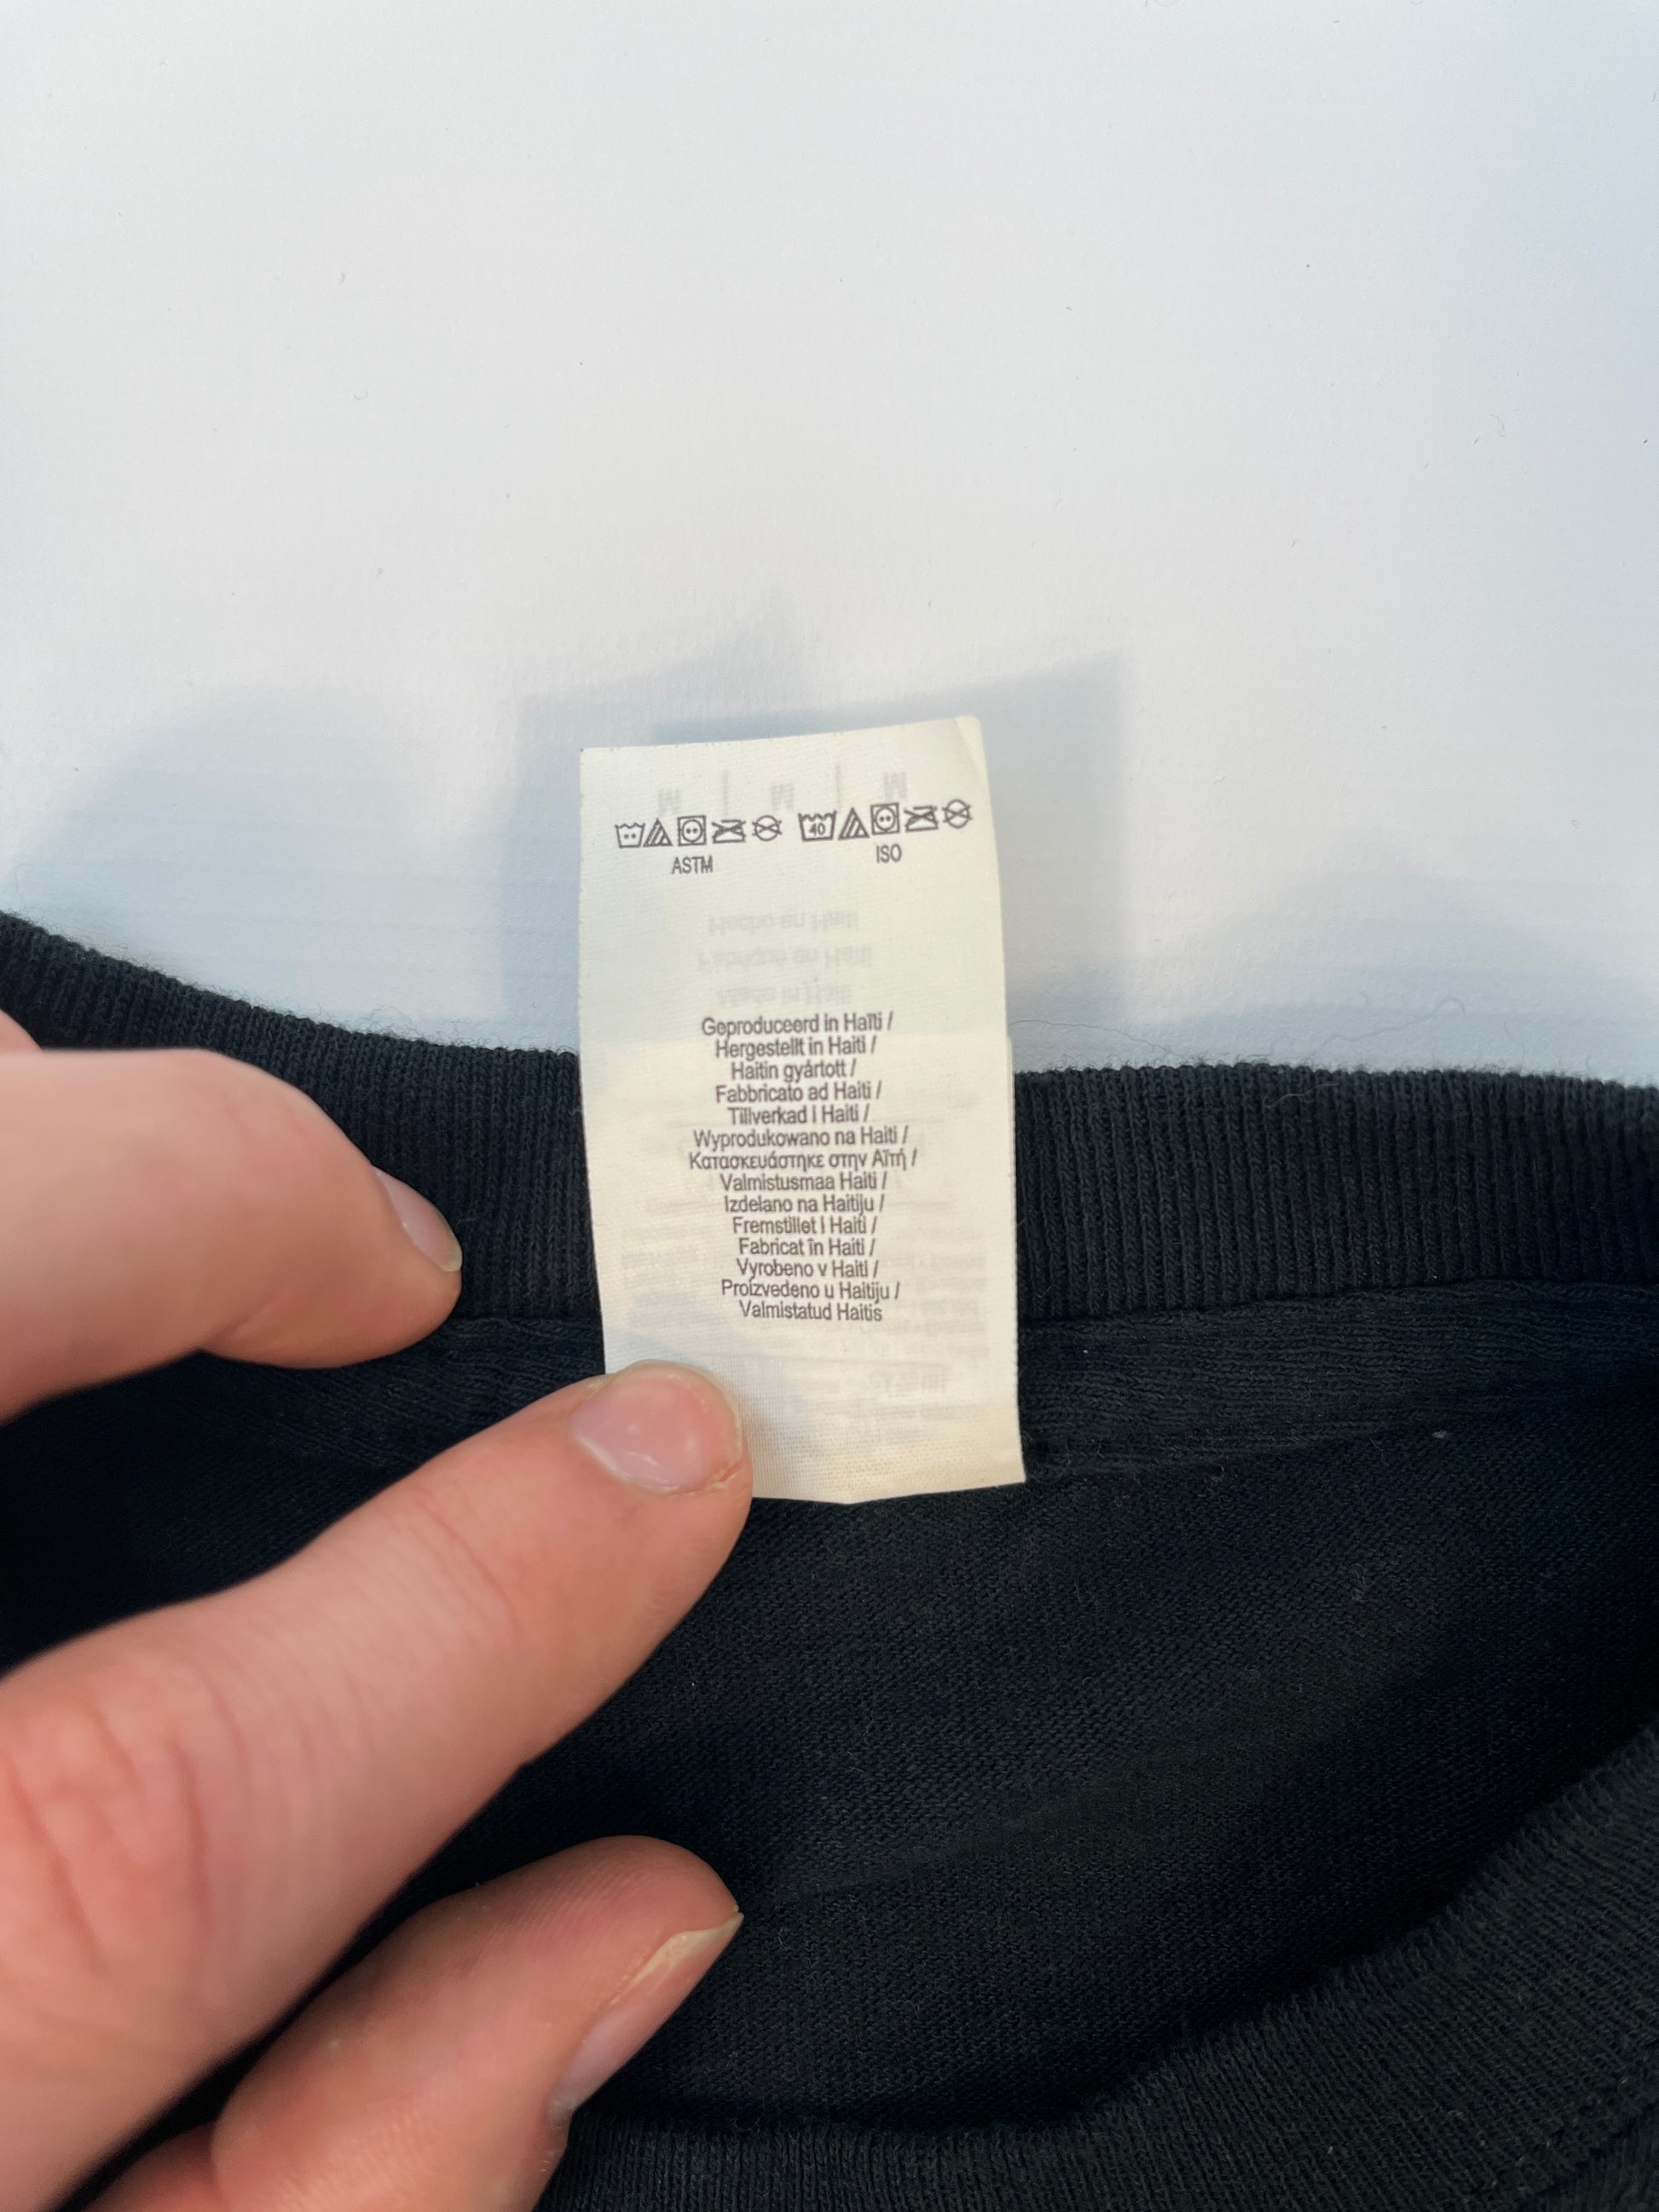 40
ASTM ISO
Geproduceerd in Haïti /
Hergestellt in Haiti /
Haitin gyártott /
Fabbricato ad Haiti /
Tillverkad i Haiti /
Wyprodukowano na Haiti /
Κατασκευάστηκε στην Αϊτή /
Valmistusmaa Haiti /
Izdelano na Haitiju /
Fremstillet i Haiti /
Fabricat în Haiti /
Vyrobeno v Haiti /
Proizvedeno u Haitiju /
Valmistatud Haitis